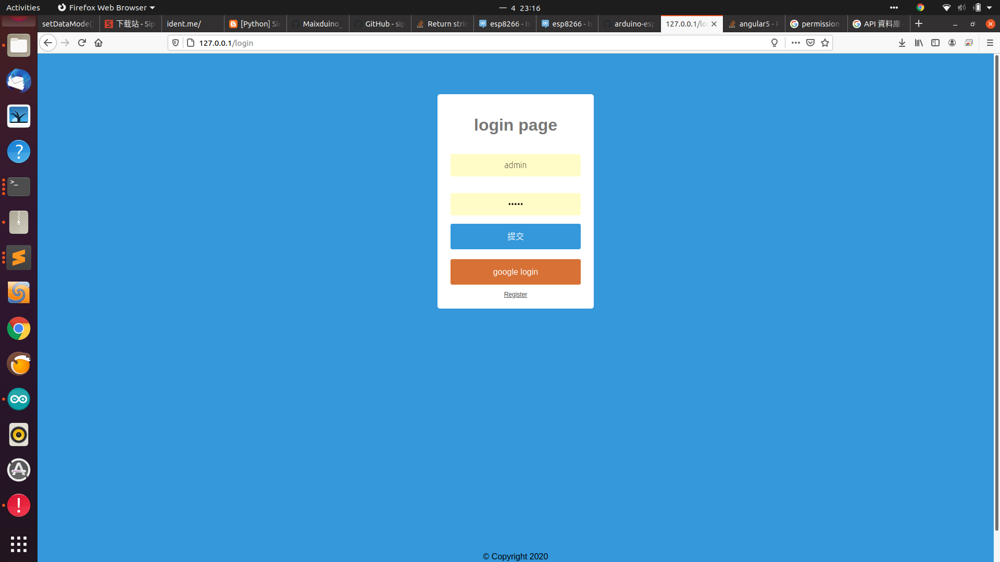 Activities
Firefox Web Browser
一 4 23:16
setDataMode(
下载站 - Sip
ident.me/
[Python] Sin
Maixduino_
GitHub - sip
Return strin
esp8266 - Is
esp8266 - Is
arduino-esp
127.0.0.1/lo
angular5 - F
permission
API 資料庫
127.0.0.1/login
login page
admin
•••••
提交
google login
Register
© Copyright 2020